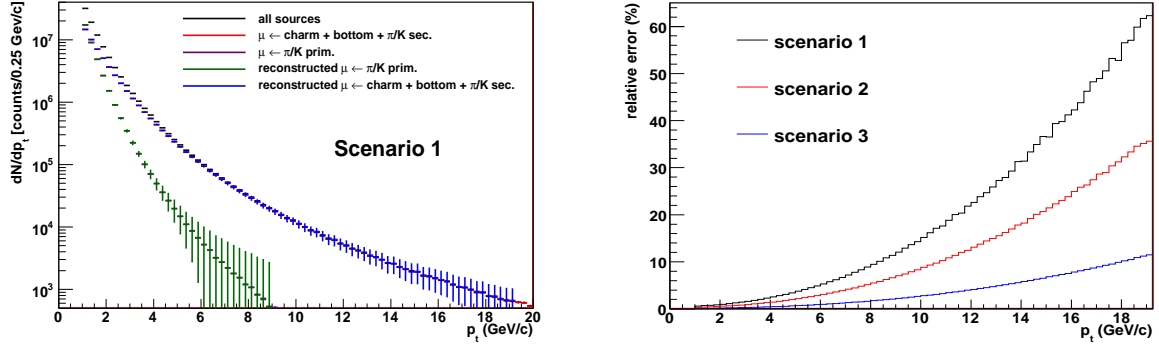 dN/dp_t [counts/0.25 Gev/c]
10^7
10^6
10^5
10^4
10^3
all sources
μ ← charm + bottom + π/K sec.
μ ← π/K prim.
reconstructed μ ← π/K prim.
reconstructed μ ← charm + bottom + π/K sec.
Scenario 1
0 2 4 6 8 10 12 14 16 18 20
p_t (GeV/c)
relative error (%)
60
50
40
30
20
10
0
scenario 1
scenario 2
scenario 3
0 2 4 6 8 10 12 14 16 18
p_t (GeV/c)